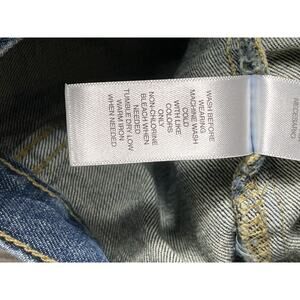 WASH BEFORE
WEARING
MACHINE WASH
COLD
WITH LIKE
COLORS
ONLY
NON-CHLORINE
BLEACH WHEN
NEEDED
TUMBLE DRY LOW
WARM IRON
WHEN NEEDED